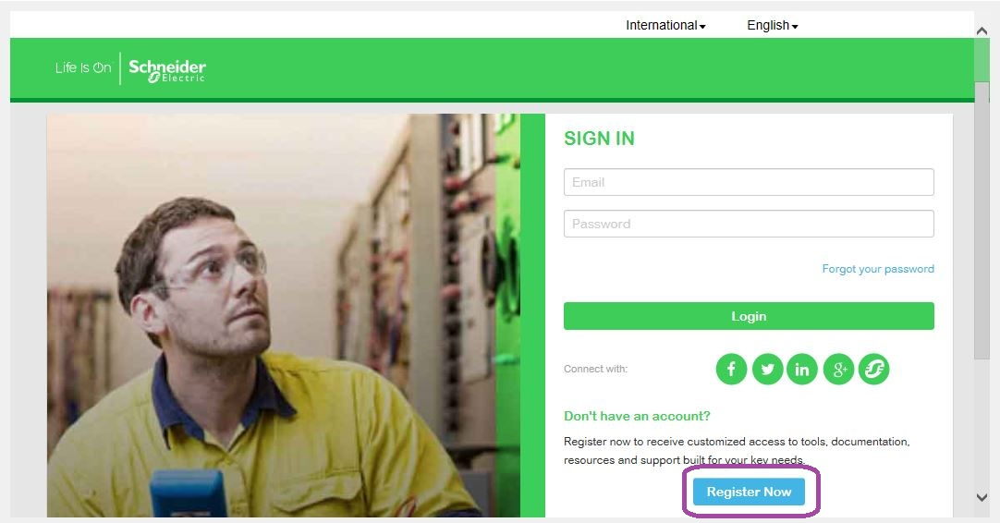 International
English
Life Is On
Schneider
Electric
SIGN IN
Email
Password
Forgot your password
Login
Connect with:
Don't have an account?
Register now to receive customized access to tools, documentation,
resources and support built for your key needs.
Register Now